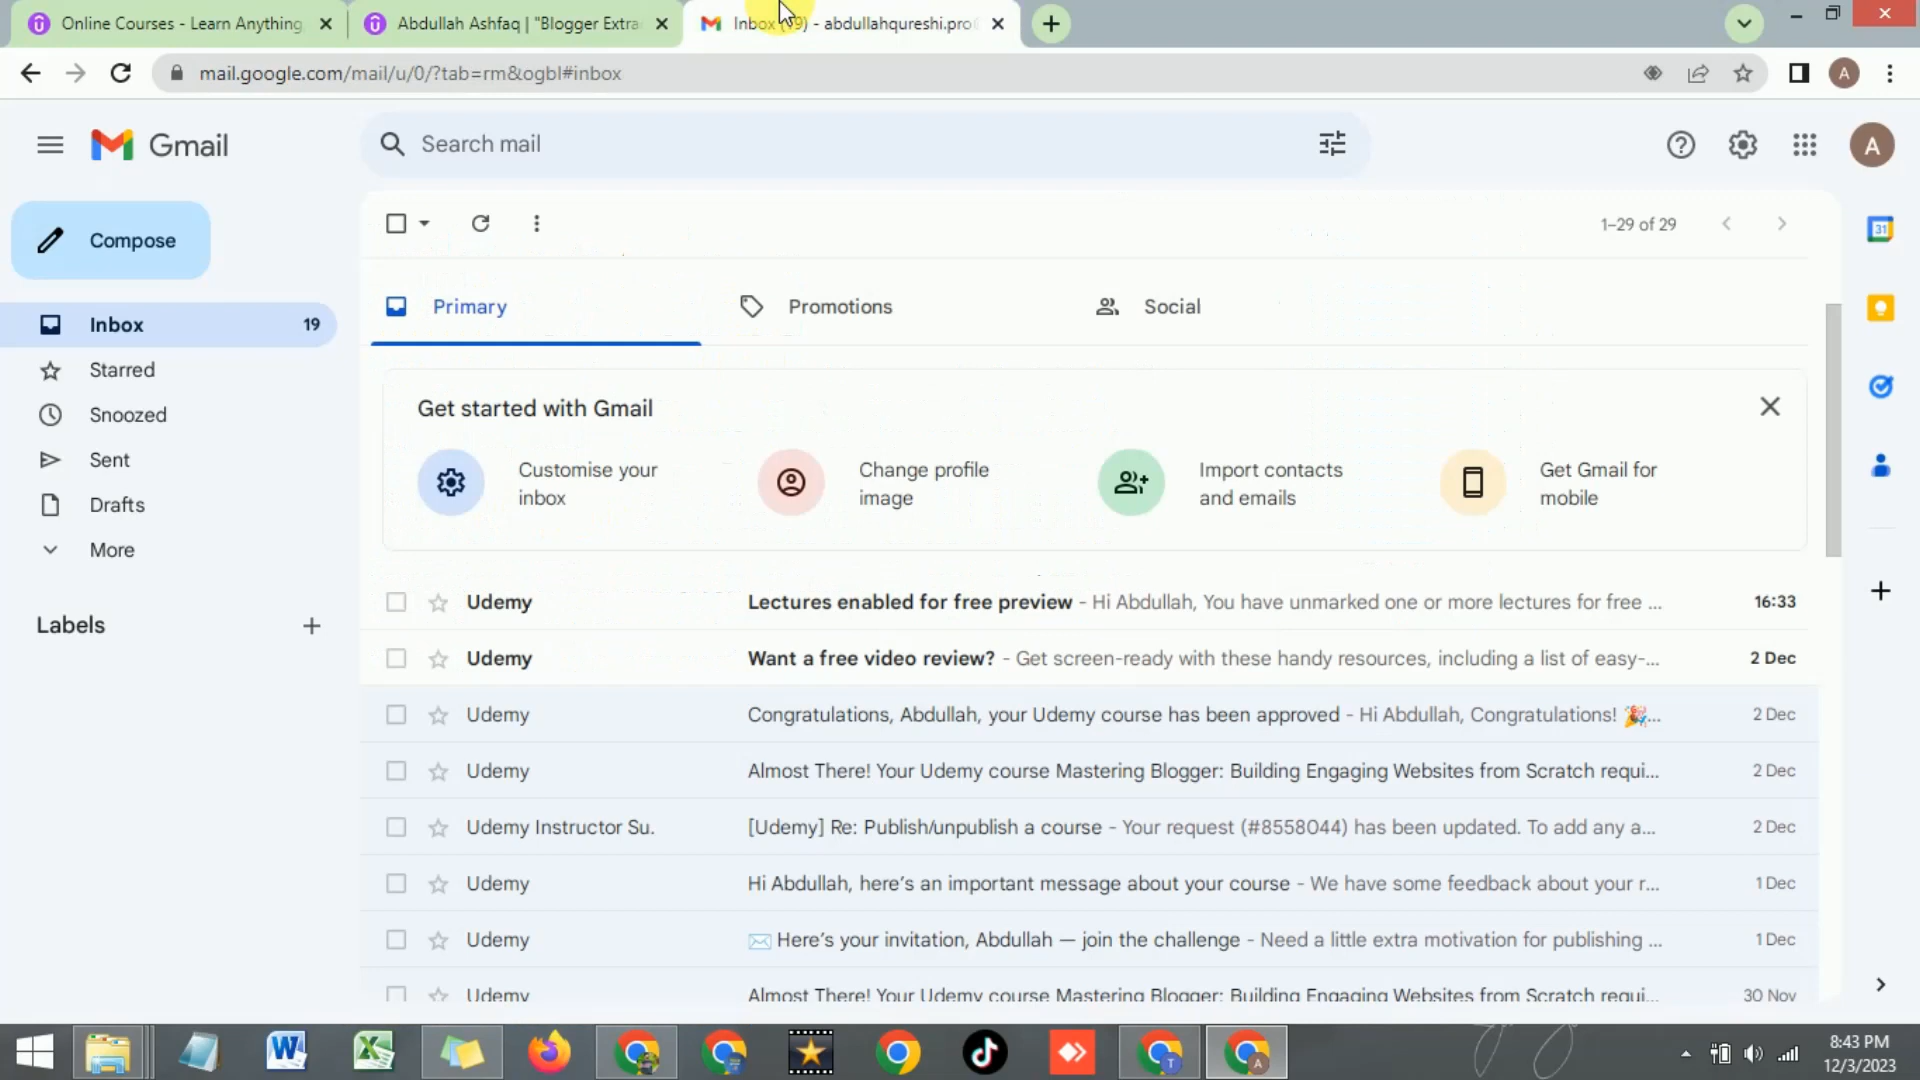 Online Courses - Learn Anything,
Abdullah Ashfaq | "Blogger Extra
Inbox (19) - abdullahqureshi.prof
mail.google.com/mail/u/0/?tab=rm&ogbl#inbox
A
Gmail
Search mail
A
Compose
1–29 of 29
31
Primary
Promotions
Social
Inbox
19
Starred
Snoozed
Sent
Drafts
More
Labels
Get started with Gmail
Customise your
inbox
Change profile
image
Import contacts
and emails
Get Gmail for
mobile
Udemy Lectures enabled for free preview - Hi Abdullah, You have unmarked one or more lectures for free ... 16:33
Udemy Want a free video review? - Get screen-ready with these handy resources, including a list of easy-... 2 Dec
Udemy Congratulations, Abdullah, your Udemy course has been approved - Hi Abdullah, Congratulations! 🎉... 2 Dec
Udemy Almost There! Your Udemy course Mastering Blogger: Building Engaging Websites from Scratch requi... 2 Dec
Udemy Instructor Su. [Udemy] Re: Publish/unpublish a course - Your request (#8558044) has been updated. To add any a... 2 Dec
Udemy Hi Abdullah, here's an important message about your course - We have some feedback about your r... 1 Dec
Udemy ✉️ Here's your invitation, Abdullah — join the challenge - Need a little extra motivation for publishing ... 1 Dec
Udemy Almost There! Your Udemy course Mastering Blogger: Building Engaging Websites from Scratch requi... 30 Nov
T
A
8:43 PM
12/3/2023